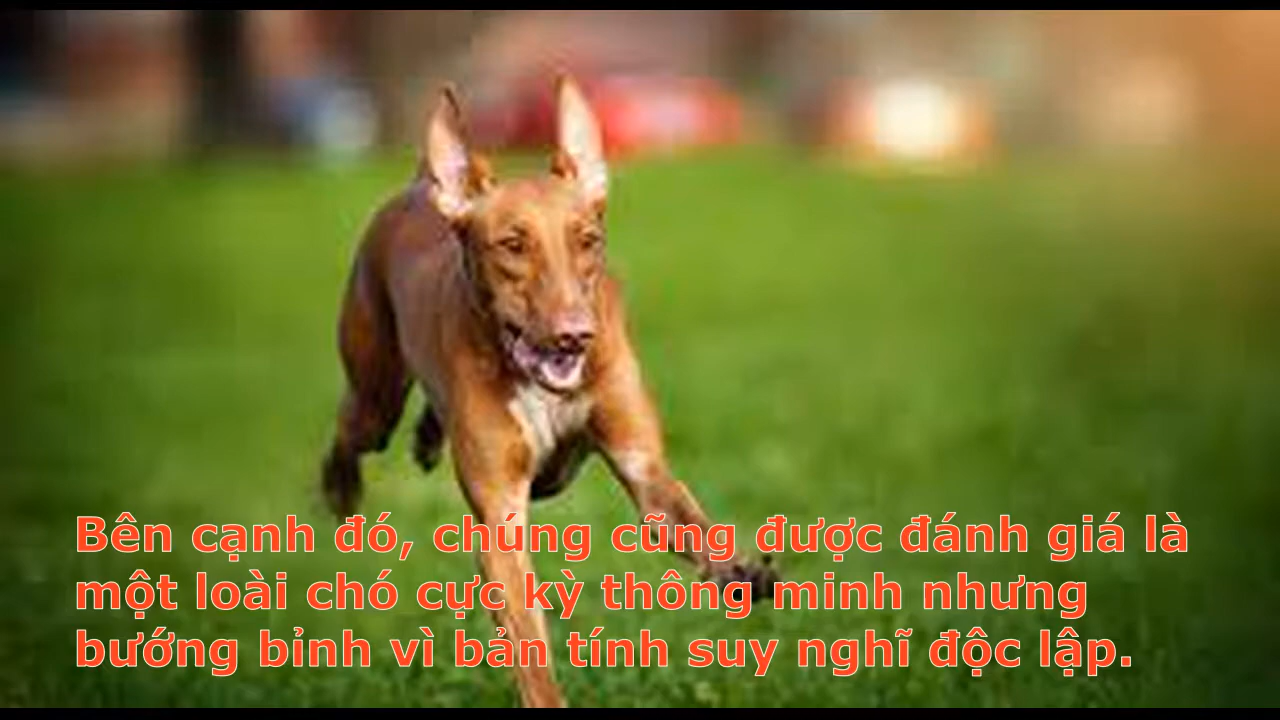 Bên cạnh đó, chúng cũng được đánh giá là
một loài chó cực kỳ thông minh nhưng
bướng bỉnh vì bản tính suy nghĩ độc lập.